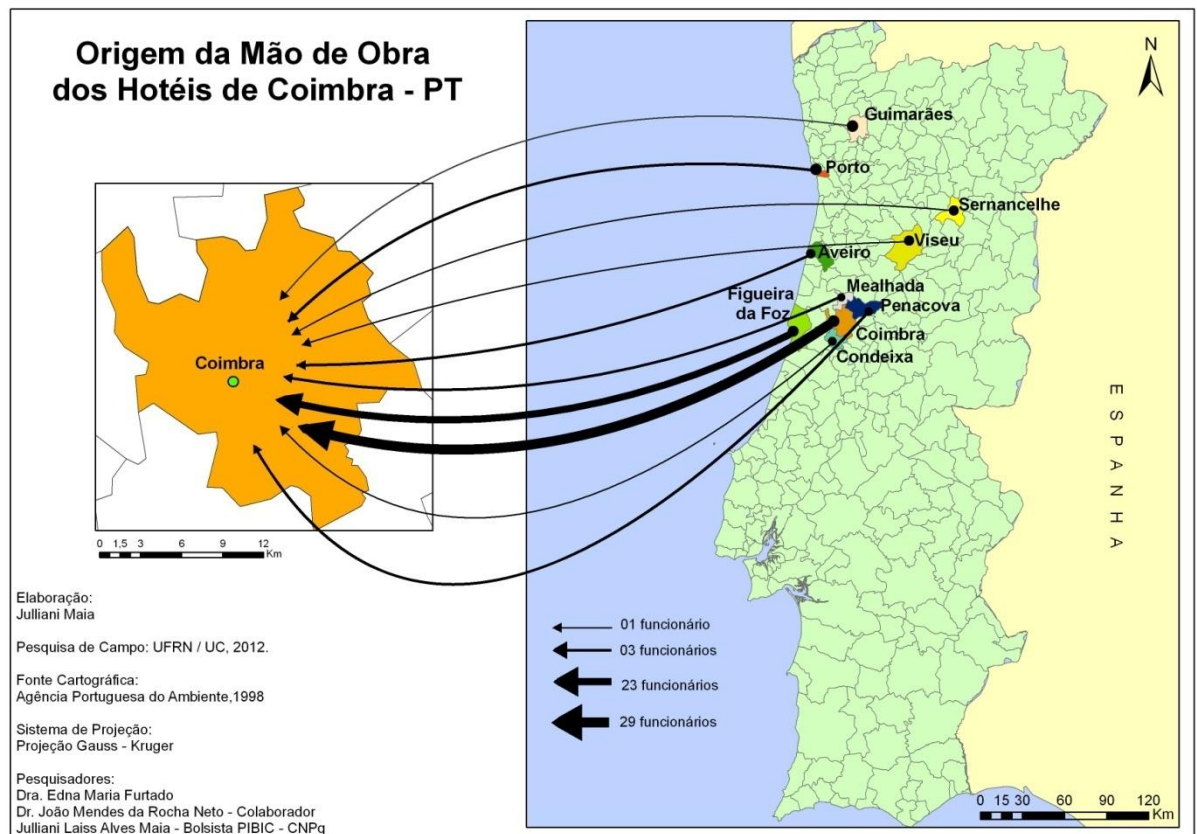 Origem da Mão de Obra
dos Hotéis de Coimbra - PT
Coimbra
0 1,5 3 6 9 12
Km
Elaboração:
Julliani Maia
Pesquisa de Campo: UFRN / UC, 2012.
Fonte Cartográfica:
Agência Portuguesa do Ambiente,1998
Sistema de Projeção:
Projeção Gauss - Kruger
Pesquisadores:
Dra. Edna Maria Furtado
Dr. João Mendes da Rocha Neto - Colaborador
Julliani Laiss Alves Maia - Bolsista PIBIC - CNPq
N
Guimarães
Porto
Sernancelhe
Viseu
Aveiro
Mealhada
Figueira
da Foz
Penacova
Coimbra
Condeixa
ESPANHA
01 funcionário
03 funcionários
23 funcionários
29 funcionários
0 15 30 60 90 120
Km